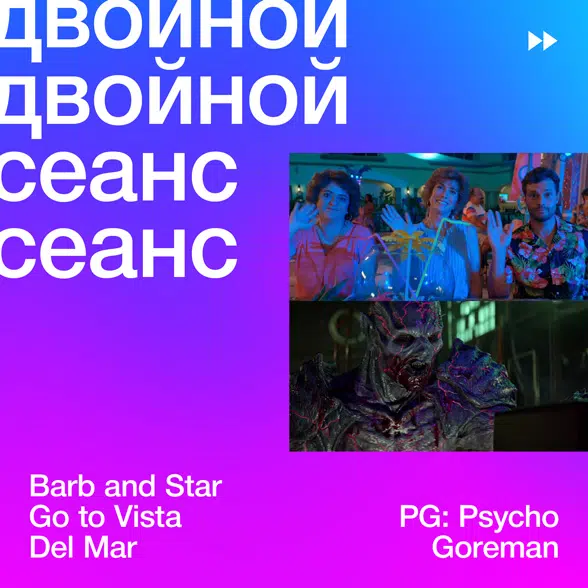 двойной
двойной
сеанс
сеанс
Barb and Star
Go to Vista
Del Mar
PG: Psycho
Goreman